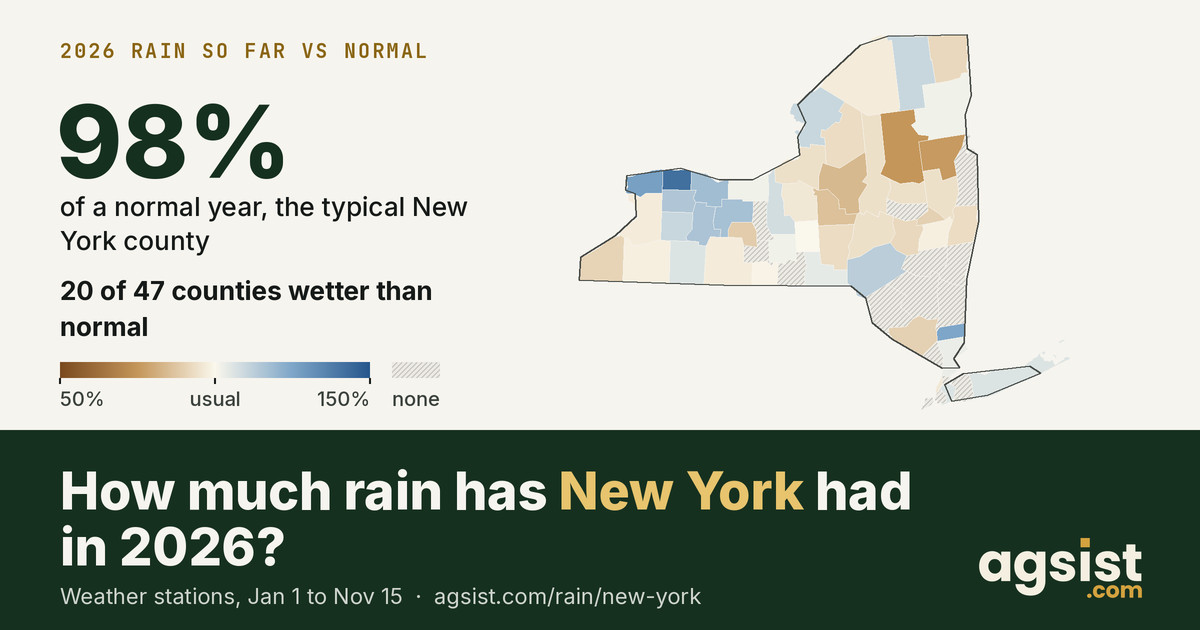 2026 RAIN SO FAR VS NORMAL
98%
of a normal year, the typical New
York county
20 of 47 counties wetter than
normal
50% usual 150% none
How much rain has New York had
in 2026?
Weather stations, Jan 1 to Nov 15 · agsist.com/rain/new-york
agsist
.com